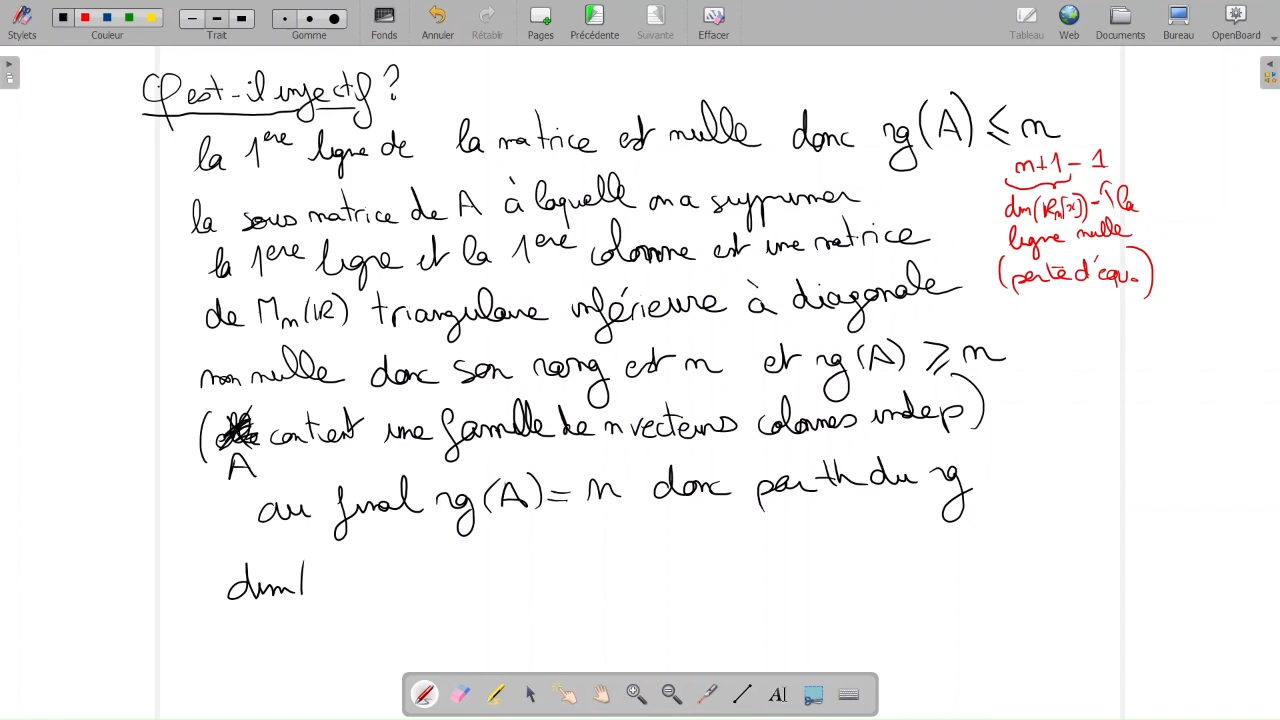 Stylets Couleur Trait Gomme Fonds Annuler Rétablir Pages Précédente Suivante Effacer Tableau Web Documents Bureau OpenBoard
φ est-il injectif ?
la 1ere ligne de la matrice est nulle donc rg(A) ≤ n
n+1 - 1
dim(ℝn[x]) - 1 la
ligne nulle
(perte d'équ.)
la sous matrice de A à laquelle on a supprimer
la 1ere ligne et la 1ere colonne est une matrice
de Mn(ℝ) triangulaire inférieure à diagonale
non nulle donc son rang est n et rg(A) ≥ n
( contient une famille de n vecteurs colonnes indep)
A
au final rg(A) = n donc par th du rg
dim(
AI